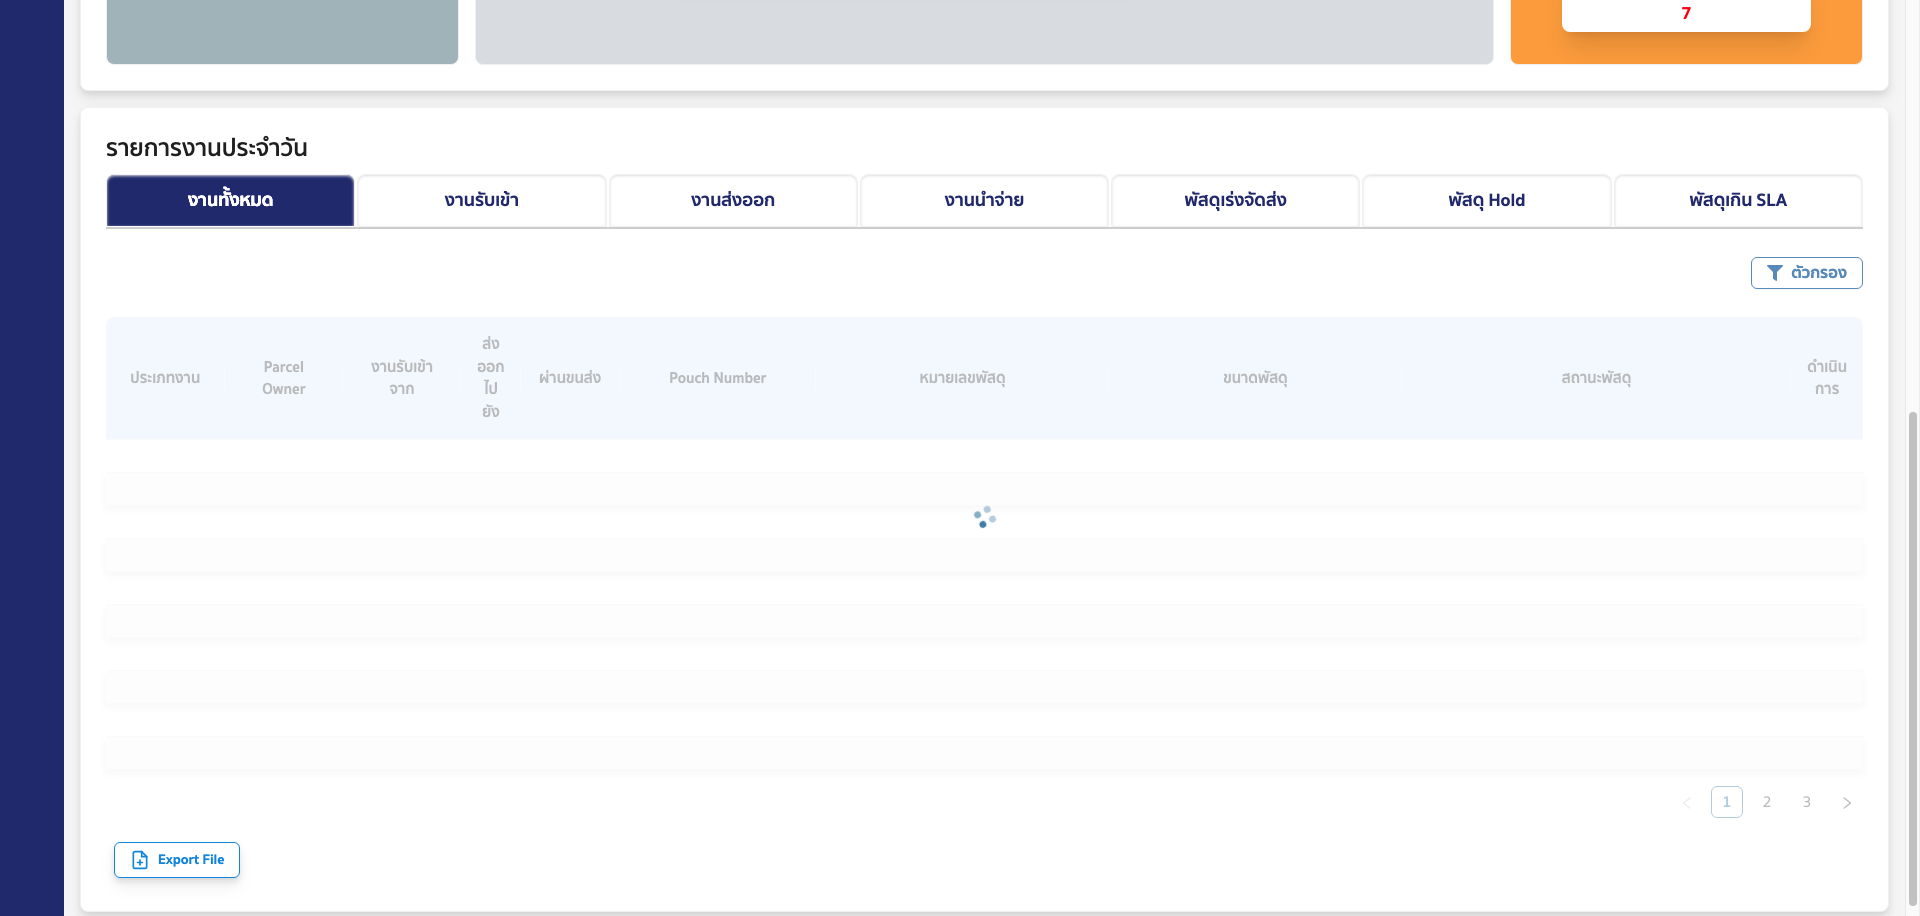 7
รายการงานประจำวัน
งานทั้งหมด
งานรับเข้า
งานส่งออก
งานนำจ่าย
พัสดุเร่งจัดส่ง
พัสดุ Hold
พัสดุเกิน SLA
ตัวกรอง
ประเภทงาน
Parcel
Owner
งานรับเข้า
จาก
ส่ง
ออก
ไป
ยัง
ผ่านขนส่ง
Pouch Number
หมายเลขพัสดุ
ขนาดพัสดุ
สถานะพัสดุ
ดำเนิน
การ
1 2 3
Export File